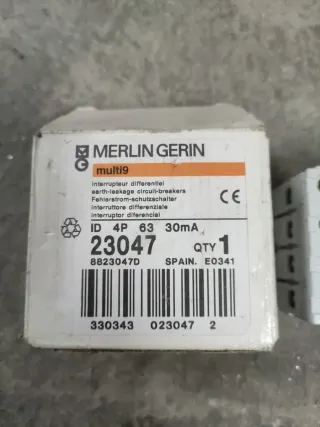 MG MERLIN GERIN
multi9
interrupteur différentiel
earth-leakage circuit-breakers
Fehlerstrom-schutzschalter
interruttore differenziale
interruptor diferencial
CE
ID 4P 63 30mA
23047 QTY 1
8823047D SPAIN. E0341
330343 023047 2